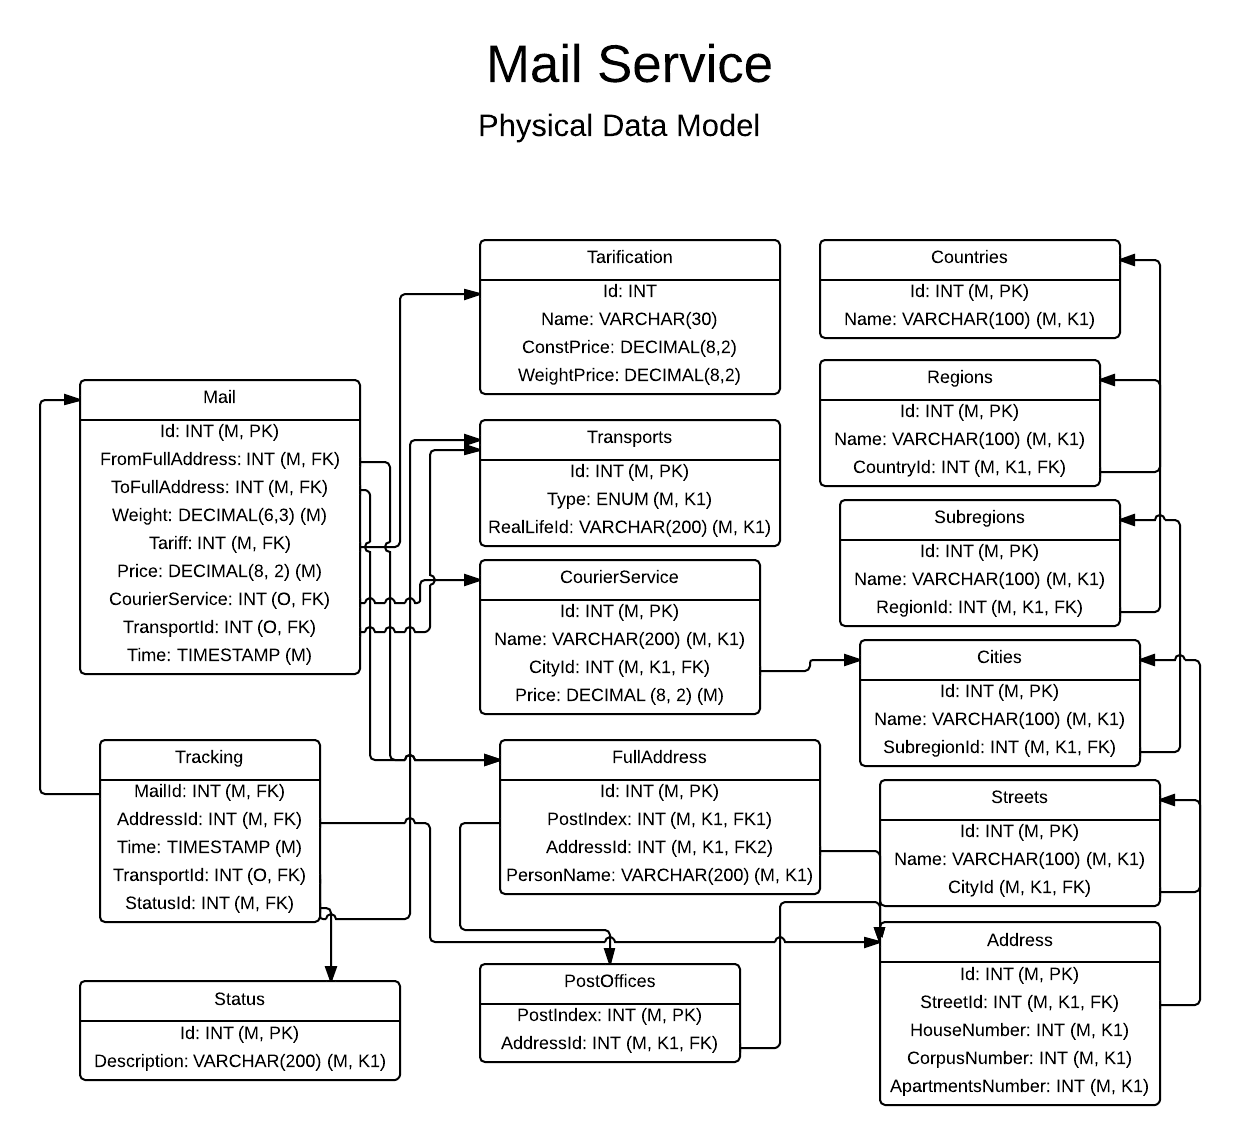 Mail Service
Physical Data Model
Tarification
Id: INT
Name: VARCHAR(30)
ConstPrice: DECIMAL(8,2)
WeightPrice: DECIMAL(8,2)
Countries
Id: INT (M, PK)
Name: VARCHAR(100) (M, K1)
Regions
Id: INT (M, PK)
Name: VARCHAR(100) (M, K1)
CountryId: INT (M, K1, FK)
Mail
Id: INT (M, PK)
FromFullAddress: INT (M, FK)
ToFullAddress: INT (M, FK)
Weight: DECIMAL(6,3) (M)
Tariff: INT (M, FK)
Price: DECIMAL(8, 2) (M)
CourierService: INT (O, FK)
TransportId: INT (O, FK)
Time: TIMESTAMP (M)
Transports
Id: INT (M, PK)
Type: ENUM (M, K1)
RealLifeId: VARCHAR(200) (M, K1)
Subregions
Id: INT (M, PK)
Name: VARCHAR(100) (M, K1)
RegionId: INT (M, K1, FK)
CourierService
Id: INT (M, PK)
Name: VARCHAR(200) (M, K1)
CityId: INT (M, K1, FK)
Price: DECIMAL (8, 2) (M)
Cities
Id: INT (M, PK)
Name: VARCHAR(100) (M, K1)
SubregionId: INT (M, K1, FK)
Tracking
MailId: INT (M, FK)
AddressId: INT (M, FK)
Time: TIMESTAMP (M)
TransportId: INT (O, FK)
StatusId: INT (M, FK)
FullAddress
Id: INT (M, PK)
PostIndex: INT (M, K1, FK1)
AddressId: INT (M, K1, FK2)
PersonName: VARCHAR(200) (M, K1)
Streets
Id: INT (M, PK)
Name: VARCHAR(100) (M, K1)
CityId (M, K1, FK)
Status
Id: INT (M, PK)
Description: VARCHAR(200) (M, K1)
PostOffices
PostIndex: INT (M, PK)
AddressId: INT (M, K1, FK)
Address
Id: INT (M, PK)
StreetId: INT (M, K1, FK)
HouseNumber: INT (M, K1)
CorpusNumber: INT (M, K1)
ApartmentsNumber: INT (M, K1)